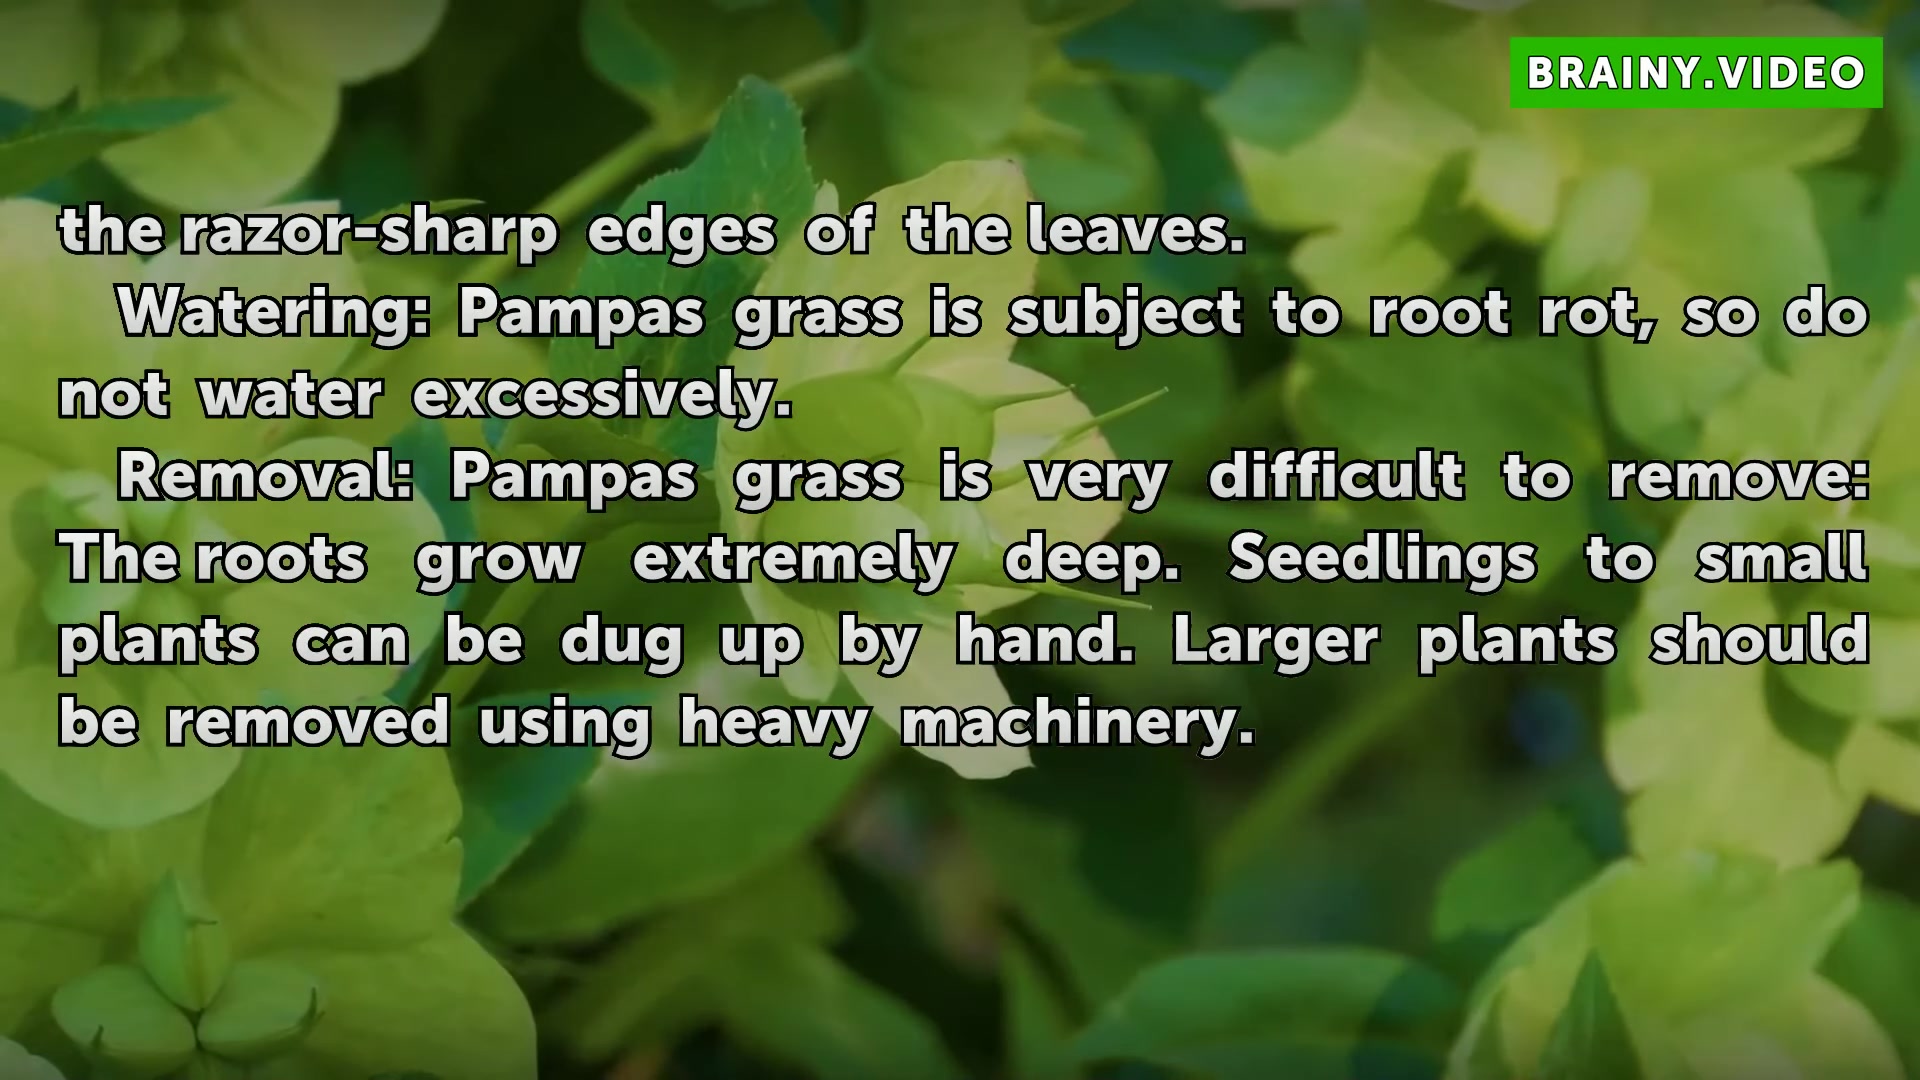 BRAINY.VIDEO
the razor-sharp edges of the leaves.
Watering: Pampas grass is subject to root rot, so do
not water excessively.
Removal: Pampas grass is very difficult to remove:
The roots grow extremely deep. Seedlings to small
plants can be dug up by hand. Larger plants should
be removed using heavy machinery.